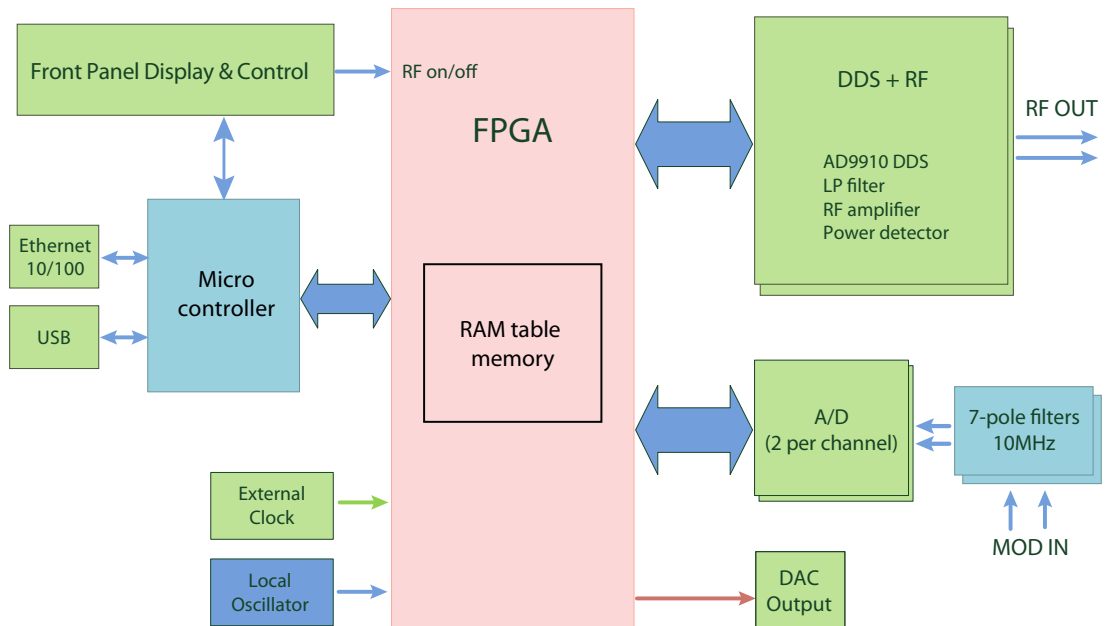 Front Panel Display & Control
RF on/off
FPGA
DDS + RF
AD9910 DDS
LP filter
RF amplifier
Power detector
RF OUT
Ethernet
10/100
USB
Micro
controller
RAM table
memory
A/D
(2 per channel)
7-pole filters
10MHz
MOD IN
External
Clock
Local
Oscillator
DAC
Output